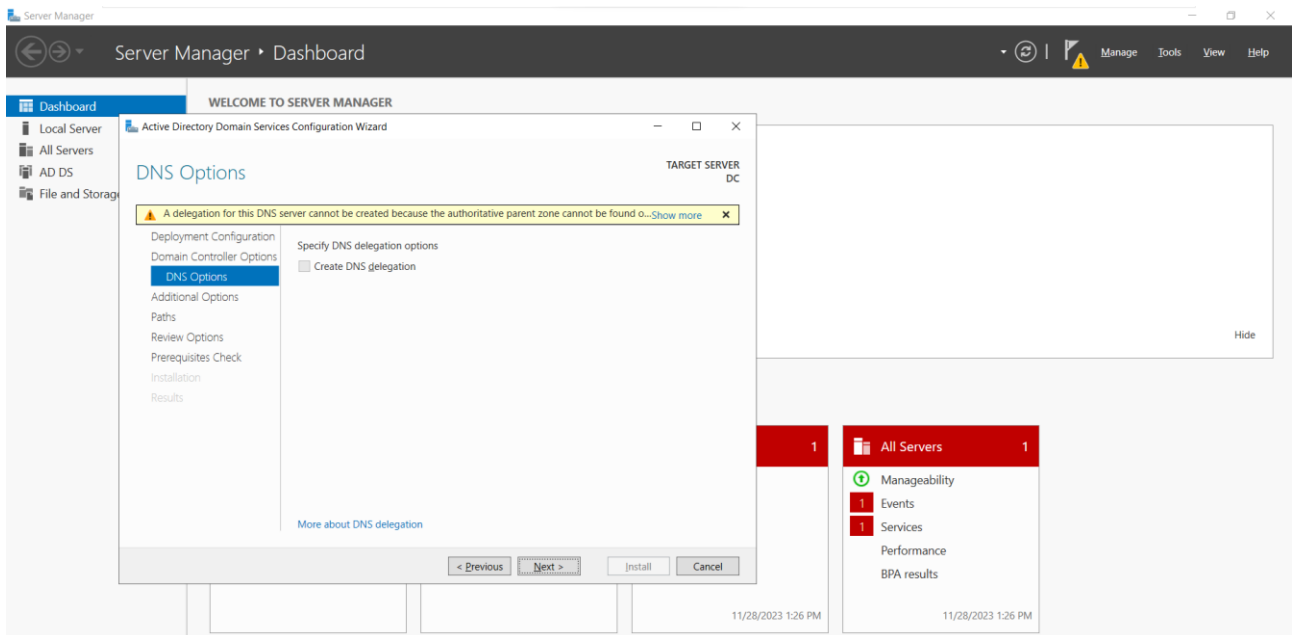 Server Manager
Server Manager ‣ Dashboard
Manage Tools View Help
Dashboard
Local Server
All Servers
AD DS
File and Storage
WELCOME TO SERVER MANAGER
Active Directory Domain Services Configuration Wizard
DNS Options
TARGET SERVER
DC
A delegation for this DNS server cannot be created because the authoritative parent zone cannot be found o...Show more
Deployment Configuration
Domain Controller Options
DNS Options
Additional Options
Paths
Review Options
Prerequisites Check
Installation
Results
Specify DNS delegation options
Create DNS delegation
More about DNS delegation
< Previous Next > Install Cancel
Hide
1
11/28/2023 1:26 PM
All Servers 1
Manageability
1 Events
1 Services
Performance
BPA results
11/28/2023 1:26 PM